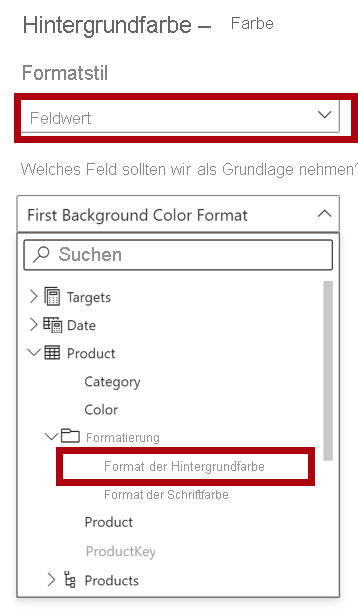 Hintergrundfarbe – Farbe
Formatstil
Feldwert
Welches Feld sollten wir als Grundlage nehmen?
First Background Color Format
Suchen
Targets
Date
Product
Category
Color
Formatierung
Format der Hintergrundfarbe
Format der Schriftfarbe
Product
ProductKey
Products